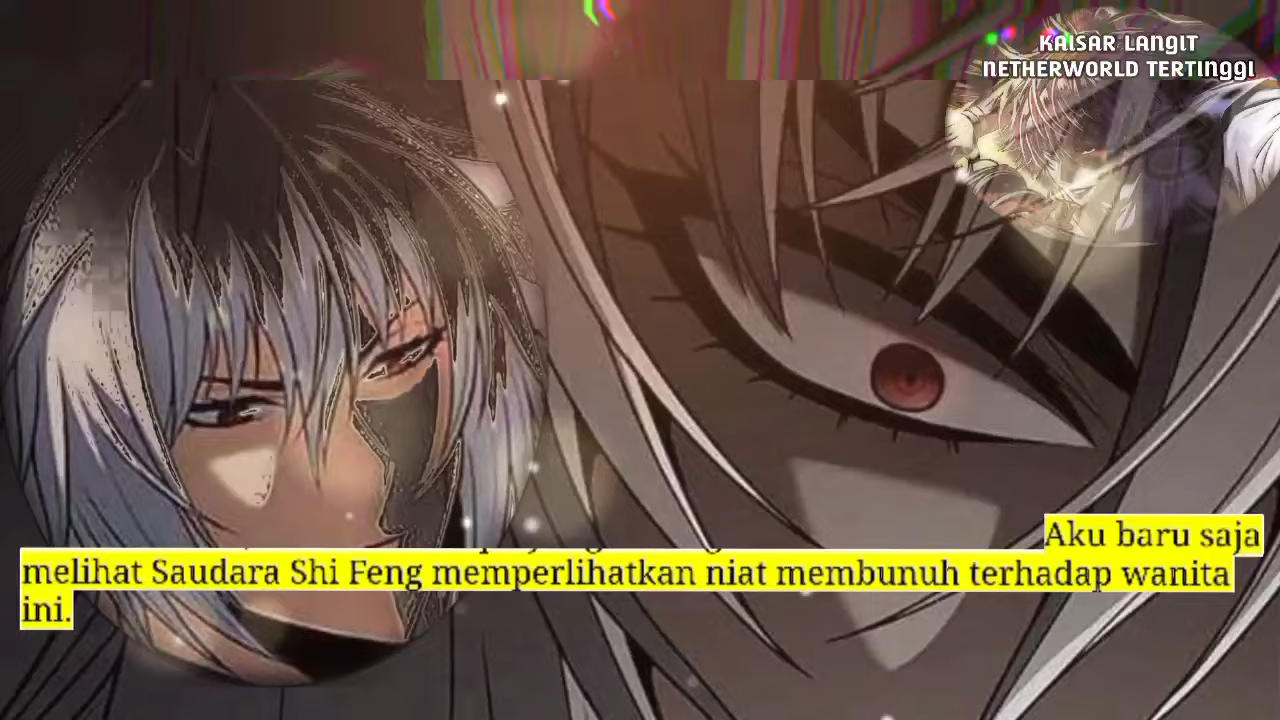 KAISAR LANGIT
NETHERWORLD TERTINGGI
Aku baru saja
melihat Saudara Shi Feng memperlihatkan niat membunuh terhadap wanita
ini.